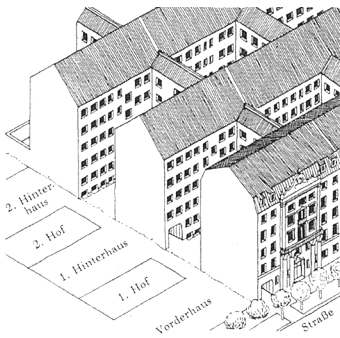 2. Hinter-
haus
2. Hof
1. Hinterhaus
1. Hof
Vorderhaus
Straße